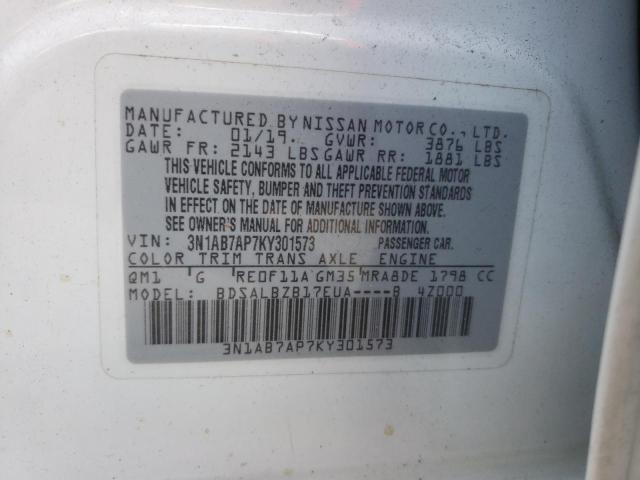 MANUFACTURED BY NISSAN MOTOR CO., LTD.
DATE: 01/19. GVWR: 3876 LBS
GAWR FR: 2143 LBS GAWR RR: 1881 LBS
THIS VEHICLE CONFORMS TO ALL APPLICABLE FEDERAL MOTOR
VEHICLE SAFETY, BUMPER AND THEFT PREVENTION STANDARDS
IN EFFECT ON THE DATE OF MANUFACTURE SHOWN ABOVE.
SEE OWNER'S MANUAL FOR ADDITIONAL INFORMATION.
VIN: 3N1AB7AP7KY301573 PASSENGER CAR.
COLOR TRIM TRANS AXLE ENGINE
QM1 G RE0F11A GM35 MRA8DE 1798 CC
MODEL: BDSALBZB17EUA----B 4Z000
3N1AB7AP7KY301573